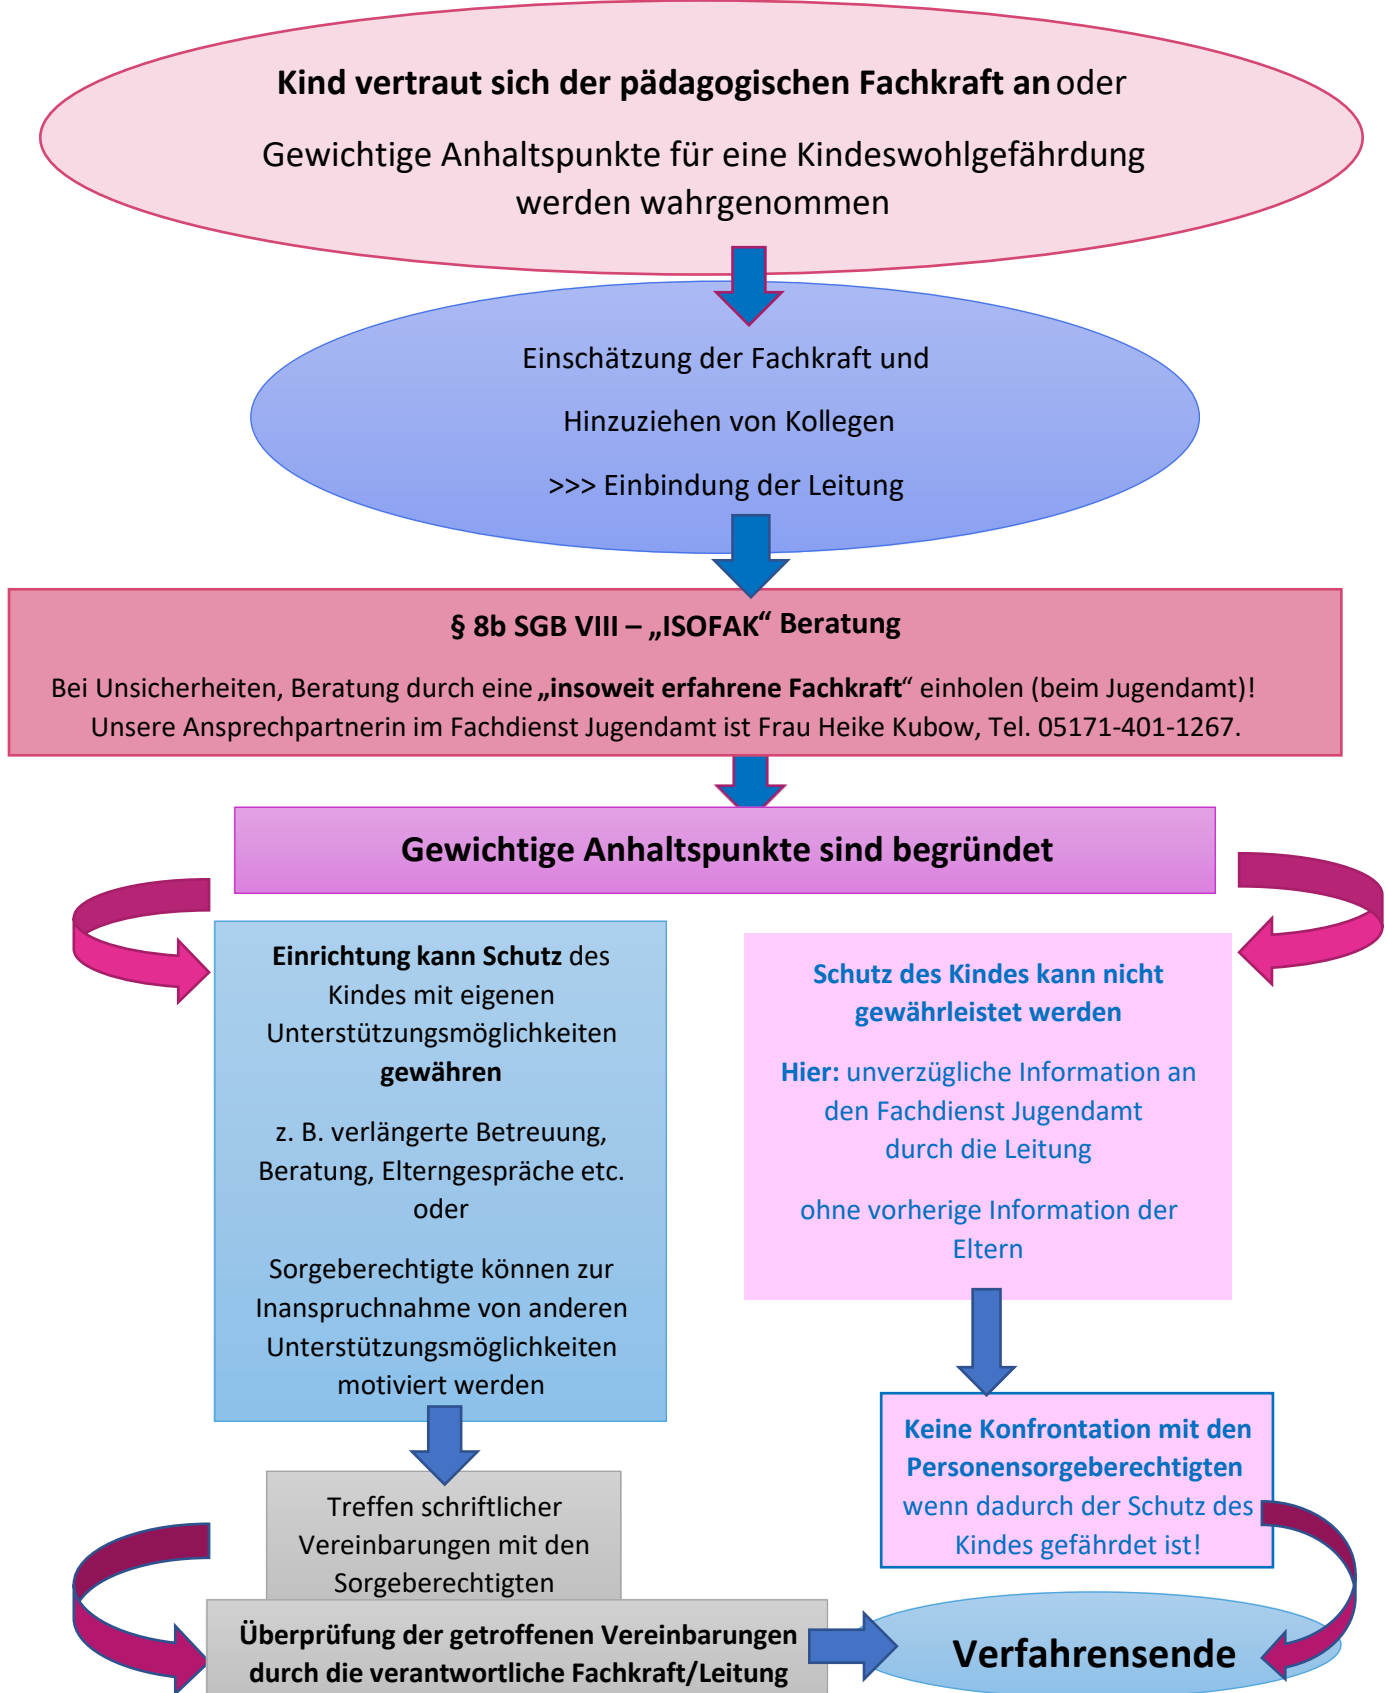 Kind vertraut sich der pädagogischen Fachkraft an oder
Gewichtige Anhaltspunkte für eine Kindeswohlgefährdung
werden wahrgenommen
Einschätzung der Fachkraft und
Hinzuziehen von Kollegen
>>> Einbindung der Leitung
§ 8b SGB VIII – „ISOFAK“ Beratung
Bei Unsicherheiten, Beratung durch eine „insoweit erfahrene Fachkraft“ einholen (beim Jugendamt)!
Unsere Ansprechpartnerin im Fachdienst Jugendamt ist Frau Heike Kubow, Tel. 05171-401-1267.
Gewichtige Anhaltspunkte sind begründet
Einrichtung kann Schutz des
Kindes mit eigenen
Unterstützungsmöglichkeiten
gewähren
z. B. verlängerte Betreuung,
Beratung, Elterngespräche etc.
oder
Sorgeberechtigte können zur
Inanspruchnahme von anderen
Unterstützungsmöglichkeiten
motiviert werden
Schutz des Kindes kann nicht
gewährleistet werden
Hier: unverzügliche Information an
den Fachdienst Jugendamt
durch die Leitung
ohne vorherige Information der
Eltern
Keine Konfrontation mit den
Personensorgeberechtigten
wenn dadurch der Schutz des
Kindes gefährdet ist!
Treffen schriftlicher
Vereinbarungen mit den
Sorgeberechtigten
Überprüfung der getroffenen Vereinbarungen
durch die verantwortliche Fachkraft/Leitung
Verfahrensende